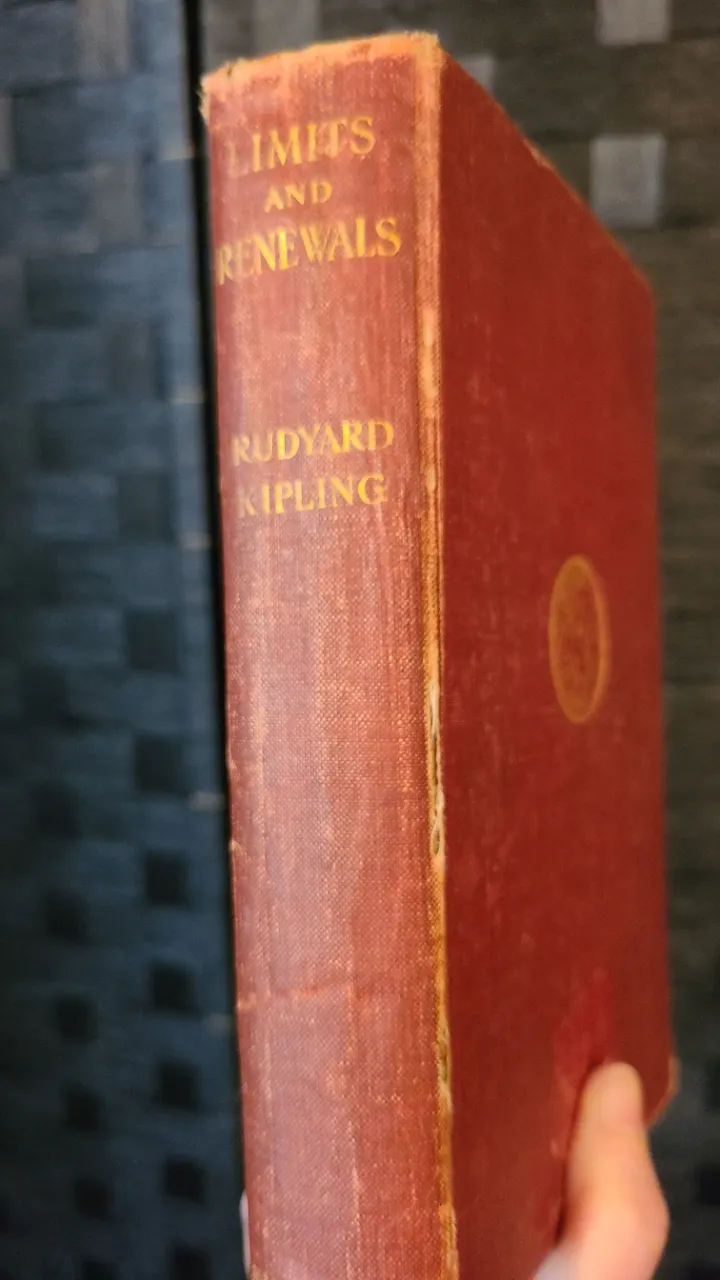 LIMITS
AND
RENEWALS
RUDYARD
KIPLING